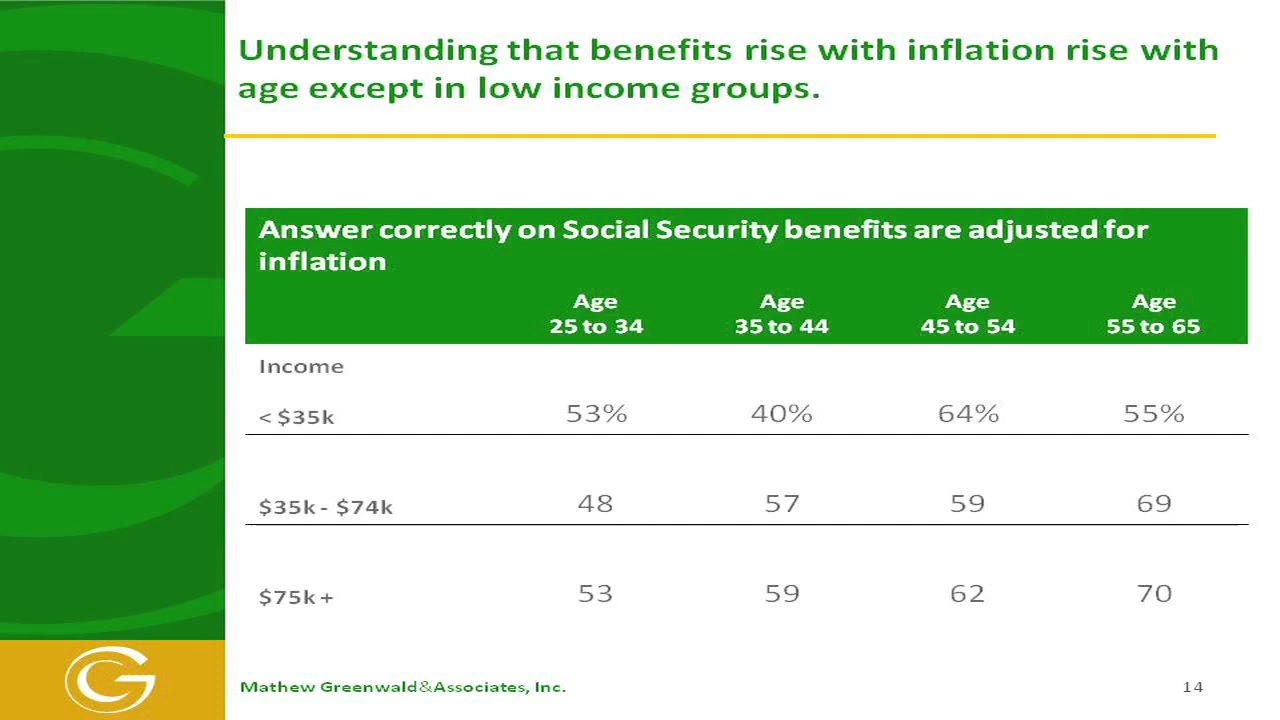 Understanding that benefits rise with inflation rise with
age except in low income groups.
Answer correctly on Social Security benefits are adjusted for
inflation
Age Age Age Age
25 to 34 35 to 44 45 to 54 55 to 65
Income
< $35k 53% 40% 64% 55%
$35k - $74k 48 57 59 69
$75k + 53 59 62 70
Mathew Greenwald&Associates, Inc. 14